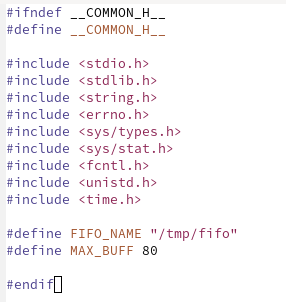 #ifndef __COMMON_H__
#define __COMMON_H__

#include <stdio.h>
#include <stdlib.h>
#include <string.h>
#include <errno.h>
#include <sys/types.h>
#include <sys/stat.h>
#include <fcntl.h>
#include <unistd.h>
#include <time.h>

#define FIFO_NAME "/tmp/fifo"
#define MAX_BUFF 80

#endif